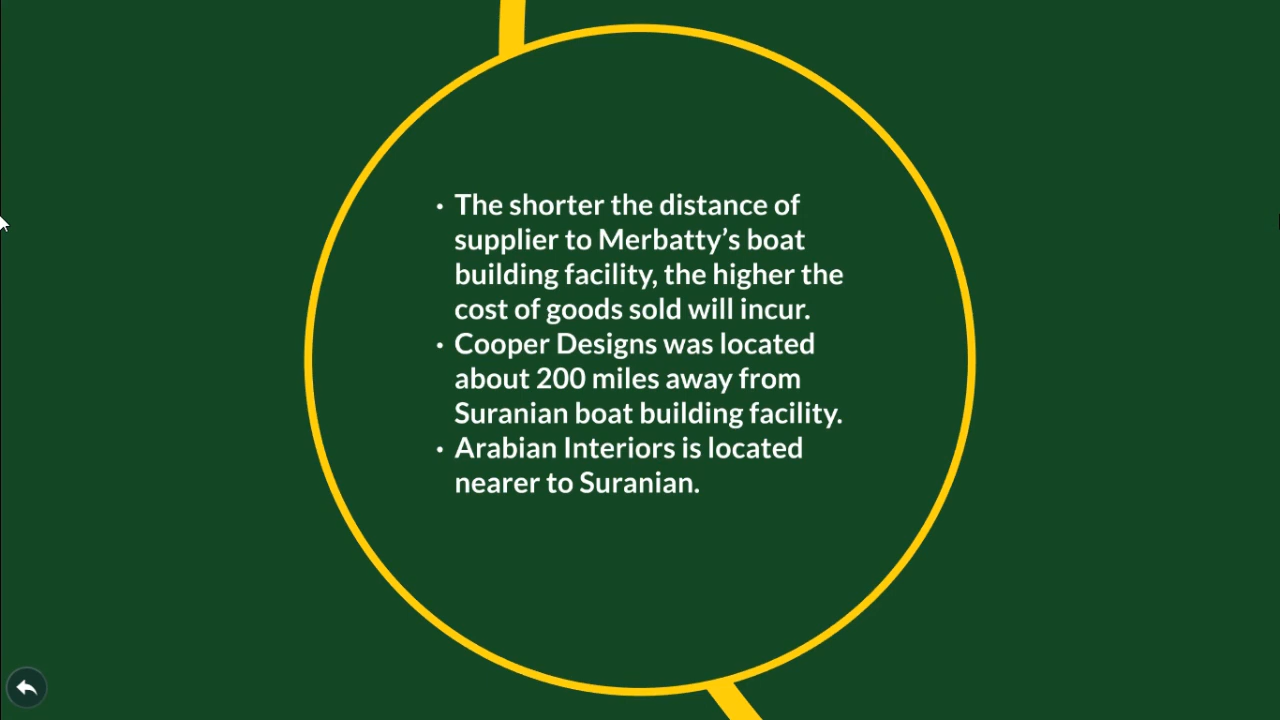 • The shorter the distance of
supplier to Merbatty’s boat
building facility, the higher the
cost of goods sold will incur.
• Cooper Designs was located
about 200 miles away from
Suranian boat building facility.
• Arabian Interiors is located
nearer to Suranian.